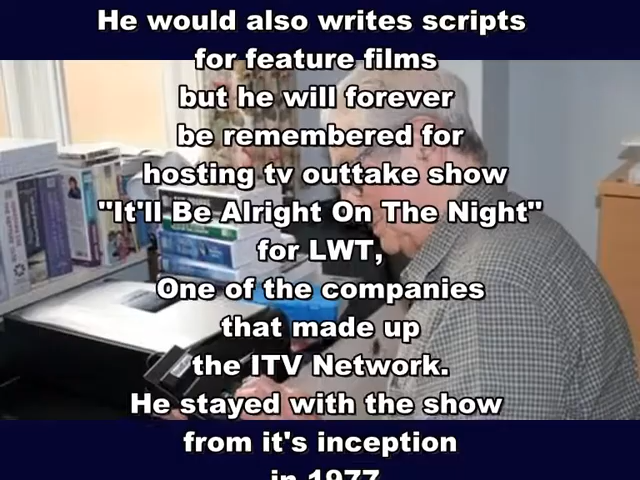 He would also writes scripts
for feature films
but he will forever
be remembered for
hosting tv outtake show
"It'll Be Alright On The Night"
for LWT,
One of the companies
that made up
the ITV Network.
He stayed with the show
from it's inception
in 1977